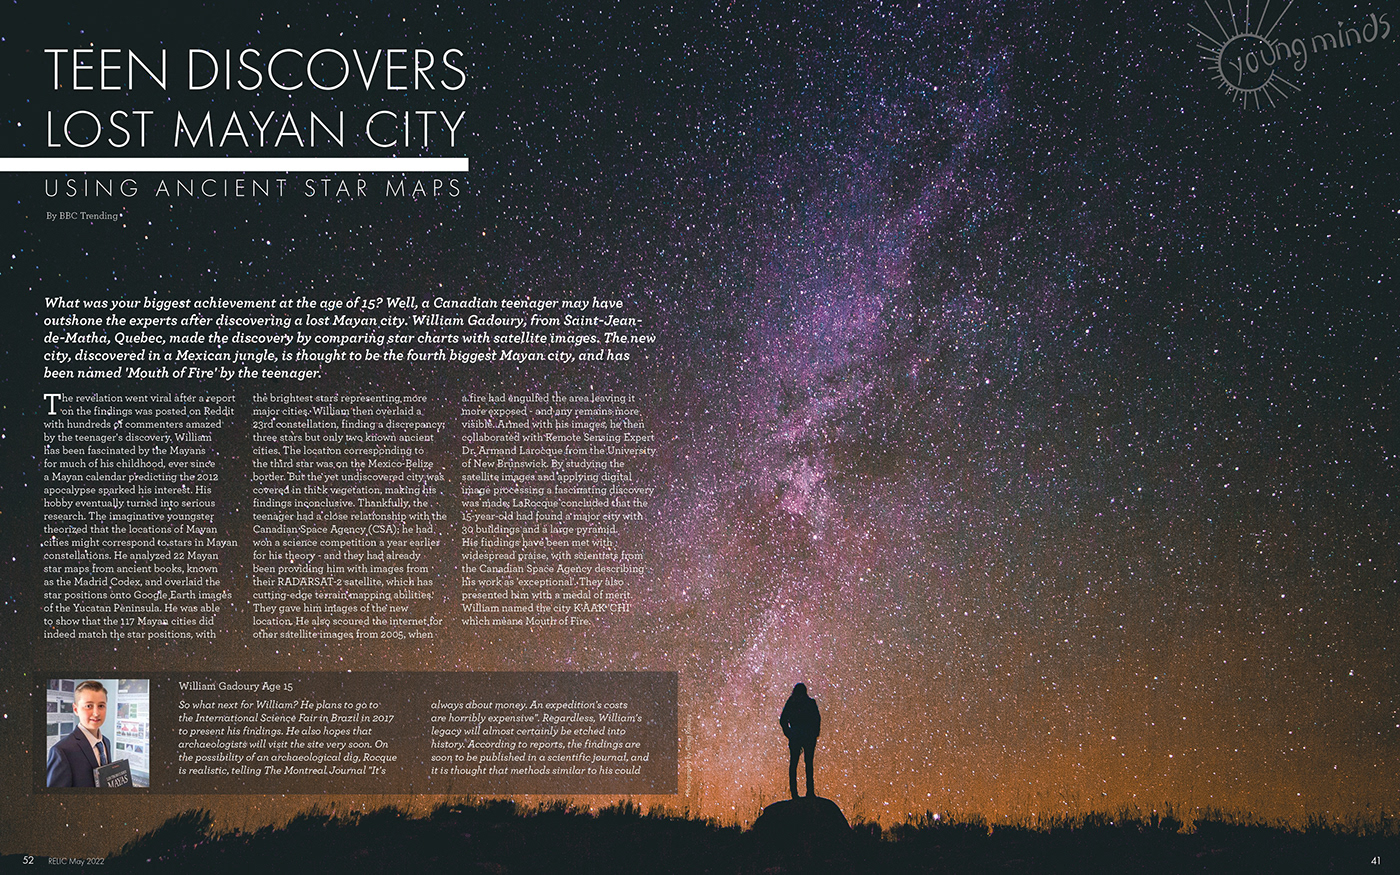 TEEN DISCOVERS
LOST MAYAN CITY
USING ANCIENT STAR MAPS
By BBC Trending
young minds
What was your biggest achievement at the age of 15? Well, a Canadian teenager may have
outshone the experts after discovering a lost Mayan city. William Gadoury, from Saint-Jean-
de-Matha, Quebec, made the discovery by comparing star charts with satellite images. The new
city, discovered in a Mexican jungle, is thought to be the fourth biggest Mayan city, and has
been named 'Mouth of Fire' by the teenager.
The revelation went viral after a report
on the findings was posted on Reddit
with hundreds of commenters amazed
by the teenager's discovery. William
has been fascinated by the Mayans
for much of his childhood, ever since
a Mayan calendar predicting the 2012
apocalypse sparked his interest. His
hobby eventually turned into serious
research. The imaginative youngster
theorized that the locations of Mayan
cities might correspond to stars in Mayan
constellations. He analyzed 22 Mayan
star maps from ancient books, known
as the Madrid Codex, and overlaid the
star positions onto Google Earth images
of the Yucatan Peninsula. He was able
to show that the 117 Mayan cities did
indeed match the star positions, with
the brightest stars representing more
major cities. William then overlaid a
23rd constellation, finding a discrepancy:
three stars but only two known ancient
cities. The location corresponding to
the third star was on the Mexico-Belize
border. But the yet undiscovered city was
covered in thick vegetation, making his
findings inconclusive. Thankfully, the
teenager had a close relationship with the
Canadian Space Agency (CSA): he had
won a science competition a year earlier
for his theory - and they had already
been providing him with images from
their RADARSAT-2 satellite, which has
cutting-edge terrain mapping abilities.
They gave him images of the new
location. He also scoured the internet for
other satellite images from 2005, when
a fire had engulfed the area leaving it
more exposed - and any remains more
visible. Armed with his images, he then
collaborated with Remote Sensing Expert
Dr. Armand Larocque from the University
of New Brunswick. By studying the
satellite images and applying digital
image processing a fascinating discovery
was made; LaRocque concluded that the
15-year-old had found a major city with
30 buildings and a large pyramid.
His findings have been met with
widespread praise, with scientists from
the Canadian Space Agency describing
his work as 'exceptional'. They also
presented him with a medal of merit.
William named the city K'AAK' CHI
which means Mouth of Fire.
William Gadoury Age 15
So what next for William? He plans to go to
the International Science Fair in Brazil in 2017
to present his findings. He also hopes that
archaeologists will visit the site very soon. On
the possibility of an archaeological dig, Rocque
is realistic, telling The Montreal Journal "It's
always about money. An expedition's costs
are horribly expensive". Regardless, William's
legacy will almost certainly be etched into
history. According to reports, the findings are
soon to be published in a scientific journal, and
it is thought that methods similar to his could
MAYAS
52 RELIC May 2022
41